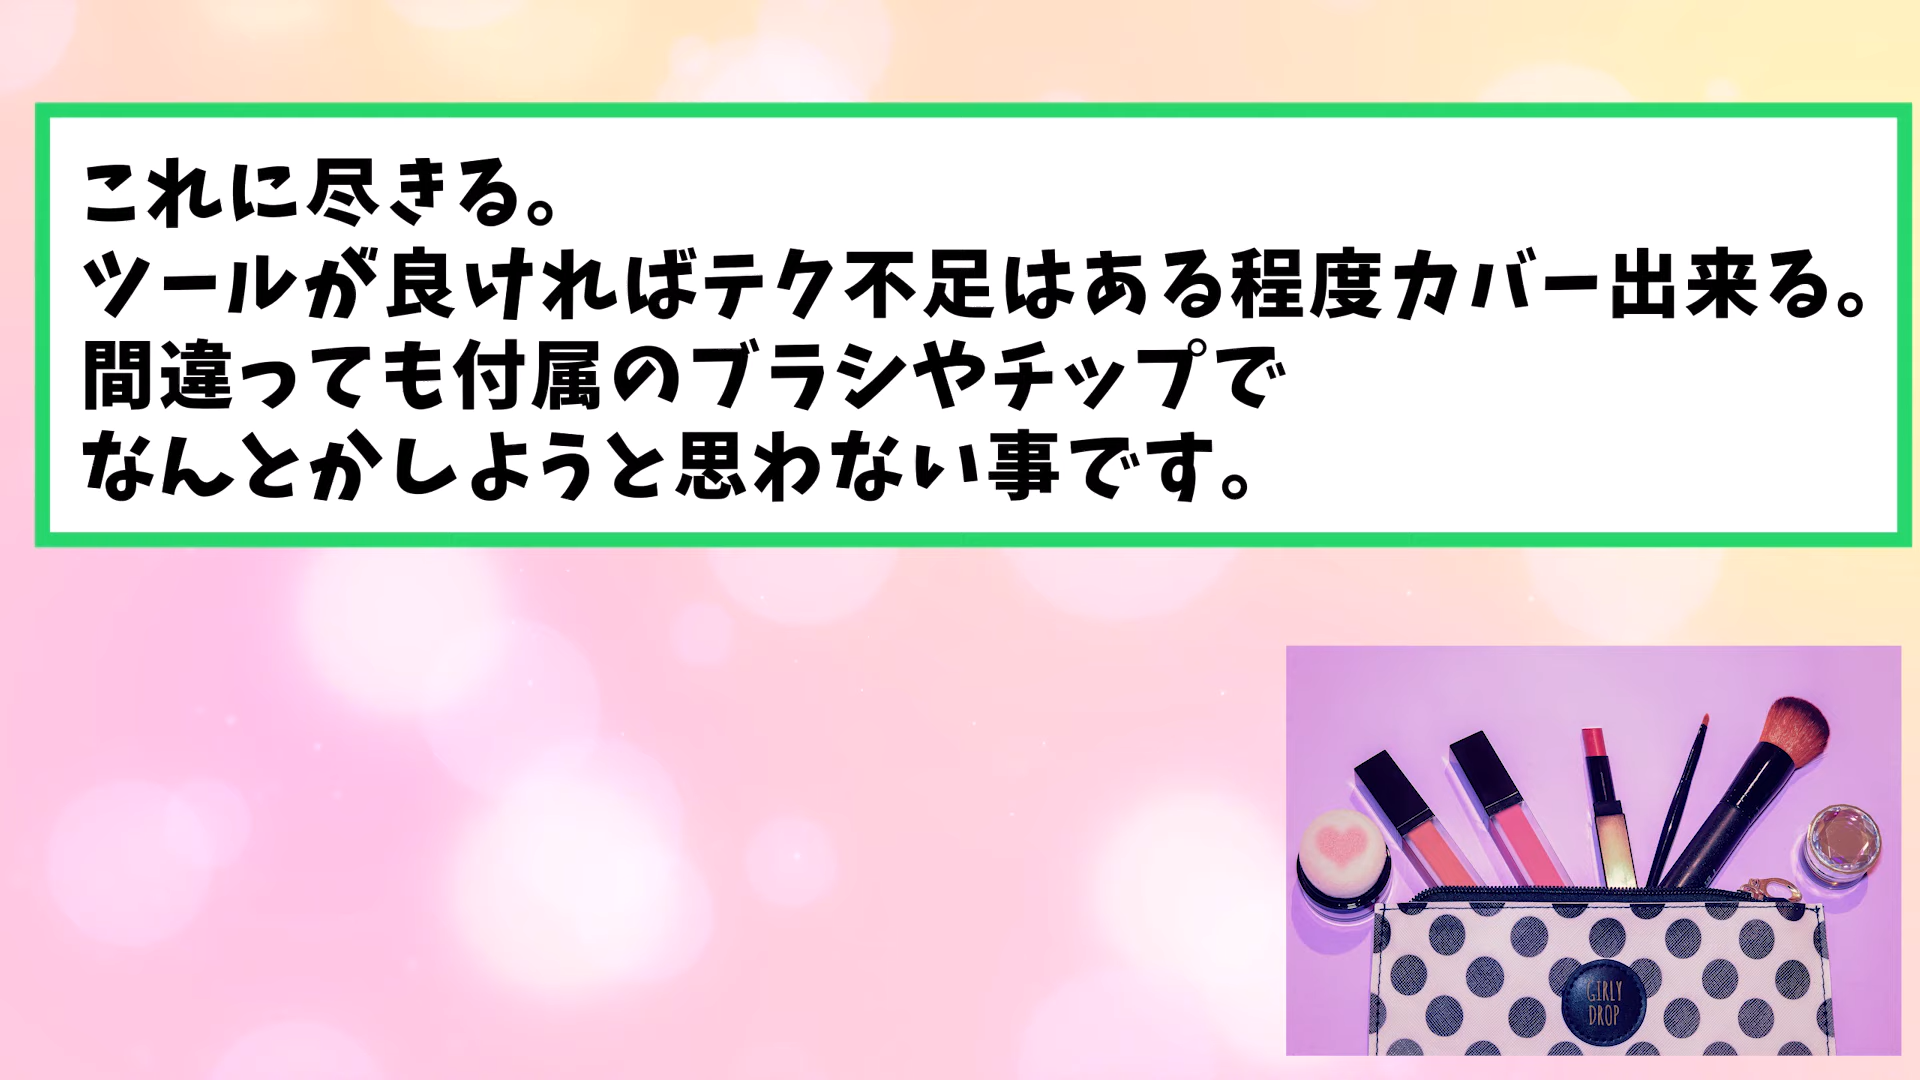 これに尽きる。
ツールが良ければテク不足はある程度カバー出来る。
間違っても付属のブラシやチップで
なんとかしようと思わない事です。
GIRLY
DROP